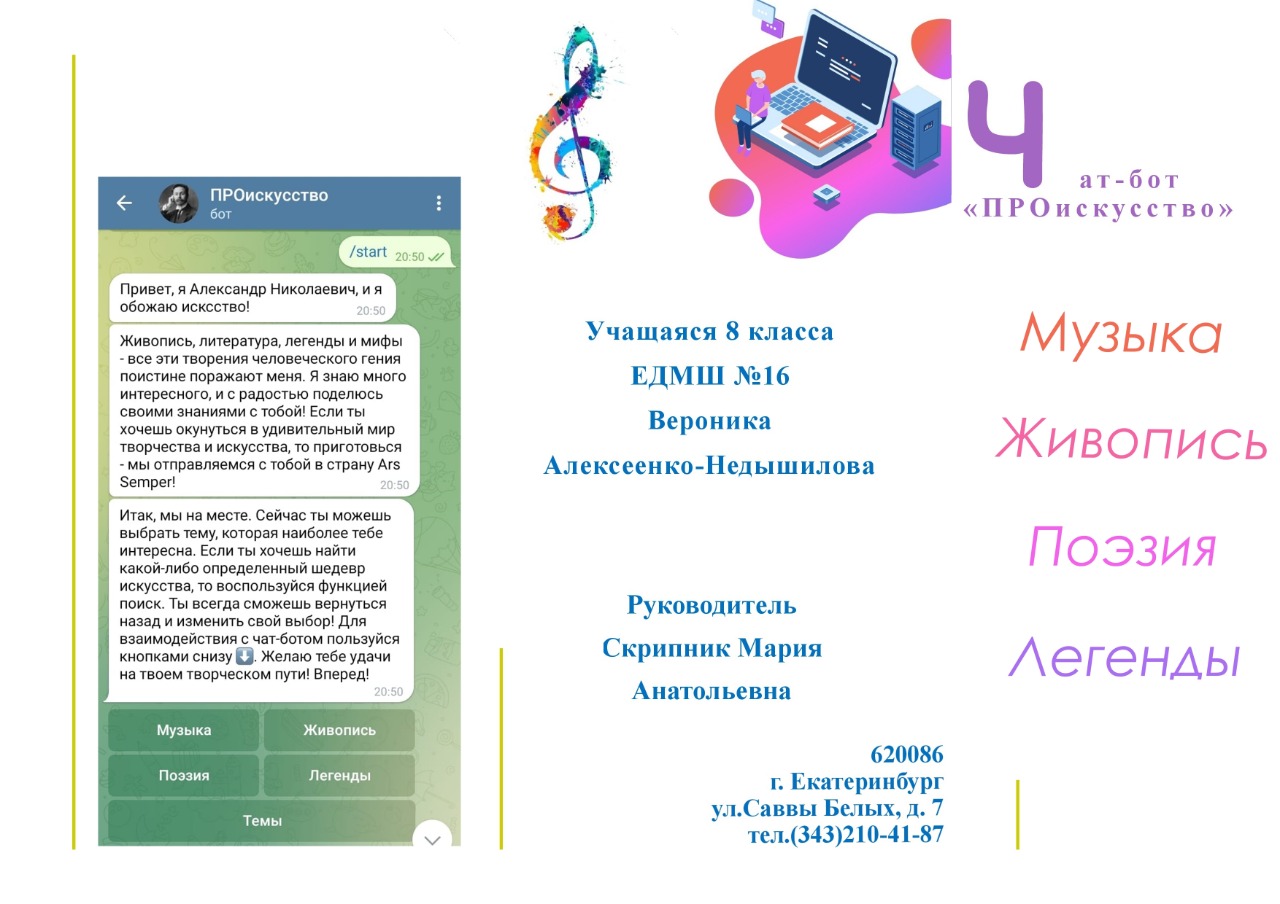 ПРОискусство
бот
/start 20:50
Привет, я Александр Николаевич, и я
обожаю исксство!
20:50
Живопись, литература, легенды и мифы
- все эти творения человеческого гения
поистине поражают меня. Я знаю много
интересного, и с радостью поделюсь
своими знаниями с тобой! Если ты
хочешь окунуться в удивительный мир
творчества и искусства, то приготовься
- мы отправляемся с тобой в страну Ars
Semper!
20:50
Итак, мы на месте. Сейчас ты можешь
выбрать тему, которая наиболее тебе
интересна. Если ты хочешь найти
какой-либо определенный шедевр
искусства, то воспользуйся функцией
поиск. Ты всегда сможешь вернуться
назад и изменить свой выбор! Для
взаимодействия с чат-ботом пользуйся
кнопками снизу ⬇️. Желаю тебе удачи
на твоем творческом пути! Вперед!
20:50
Музыка Живопись
Поэзия Легенды
Темы
Учащаяся 8 класса
ЕДМШ №16
Вероника
Алексеенко-Недышилова
Руководитель
Скрипник Мария
Анатольевна
620086
г. Екатеринбург
ул.Саввы Белых, д. 7
тел.(343)210-41-87
Чат-бот
«ПРОискусство»
Музыка
Живопись
Поэзия
Легенды